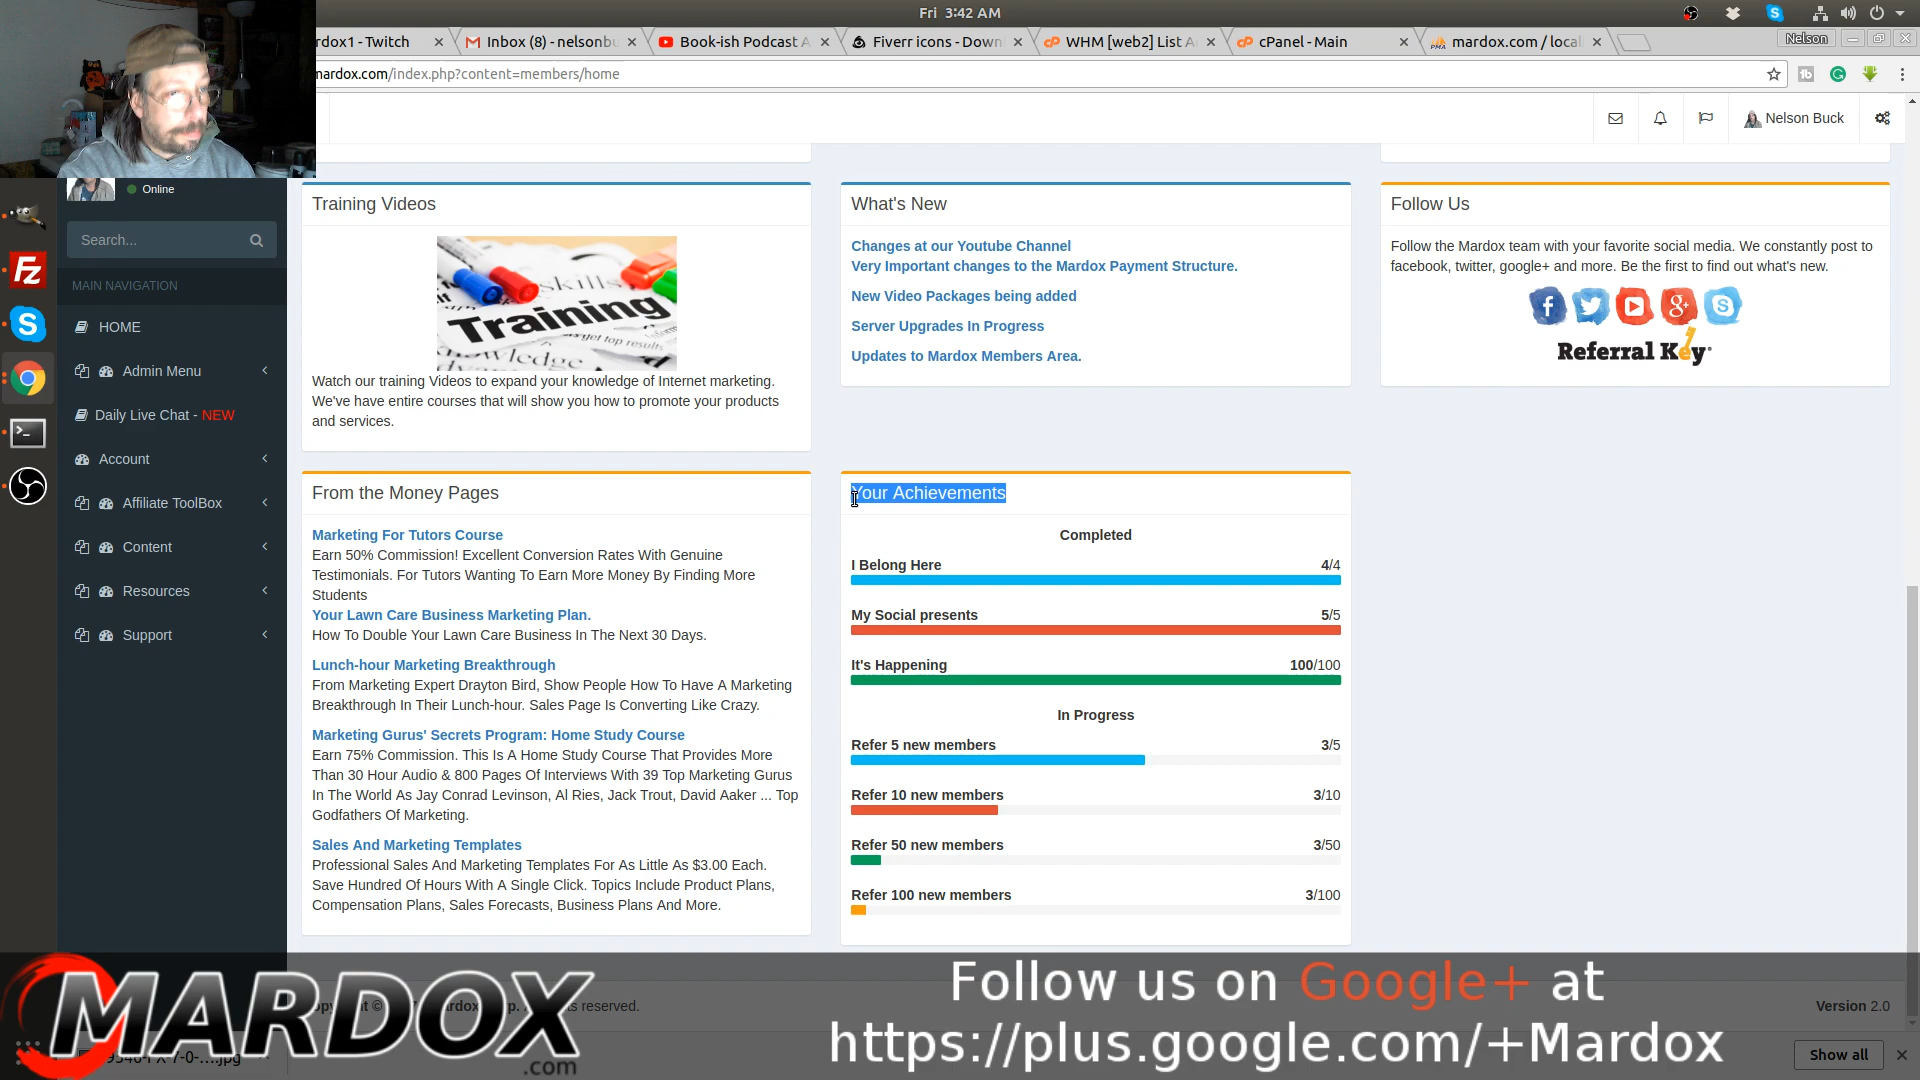 Fri 3:42 AM
rdox1 - Twitch
Inbox (8) - nelsonbu
Book-ish Podcast A
Fiverr icons - Down
WHM [web2] List A
cPanel - Main
mardox.com / local
Nelson
mardox.com/index.php?content=members/home
Nelson Buck
Online
Search...
MAIN NAVIGATION
HOME
Admin Menu
Daily Live Chat - NEW
Account
Affiliate ToolBox
Content
Resources
Support
Training Videos
Skills
Training
get top results
Watch our training Videos to expand your knowledge of Internet marketing.
We've have entire courses that will show you how to promote your products
and services.
What's New
Changes at our Youtube Channel
Very Important changes to the Mardox Payment Structure.
New Video Packages being added
Server Upgrades In Progress
Updates to Mardox Members Area.
Follow Us
Follow the Mardox team with your favorite social media. We constantly post to
facebook, twitter, google+ and more. Be the first to find out what's new.
Referral Key
From the Money Pages
Marketing For Tutors Course
Earn 50% Commission! Excellent Conversion Rates With Genuine
Testimonials. For Tutors Wanting To Earn More Money By Finding More
Students
Your Lawn Care Business Marketing Plan.
How To Double Your Lawn Care Business In The Next 30 Days.
Lunch-hour Marketing Breakthrough
From Marketing Expert Drayton Bird, Show People How To Have A Marketing
Breakthrough In Their Lunch-hour. Sales Page Is Converting Like Crazy.
Marketing Gurus' Secrets Program: Home Study Course
Earn 75% Commission. This Is A Home Study Course That Provides More
Than 30 Hour Audio & 800 Pages Of Interviews With 39 Top Marketing Gurus
In The World As Jay Conrad Levinson, Al Ries, Jack Trout, David Aaker ... Top
Godfathers Of Marketing.
Sales And Marketing Templates
Professional Sales And Marketing Templates For As Little As $3.00 Each.
Save Hundred Of Hours With A Single Click. Topics Include Product Plans,
Compensation Plans, Sales Forecasts, Business Plans And More.
Your Achievements
Completed
I Belong Here 4/4
My Social presents 5/5
It's Happening 100/100
In Progress
Refer 5 new members 3/5
Refer 10 new members 3/10
Refer 50 new members 3/50
Refer 100 new members 3/100
reserved.
Version 2.0
MARDOX
.com
Follow us on Google+ at
https://plus.google.com/+Mardox
Show all